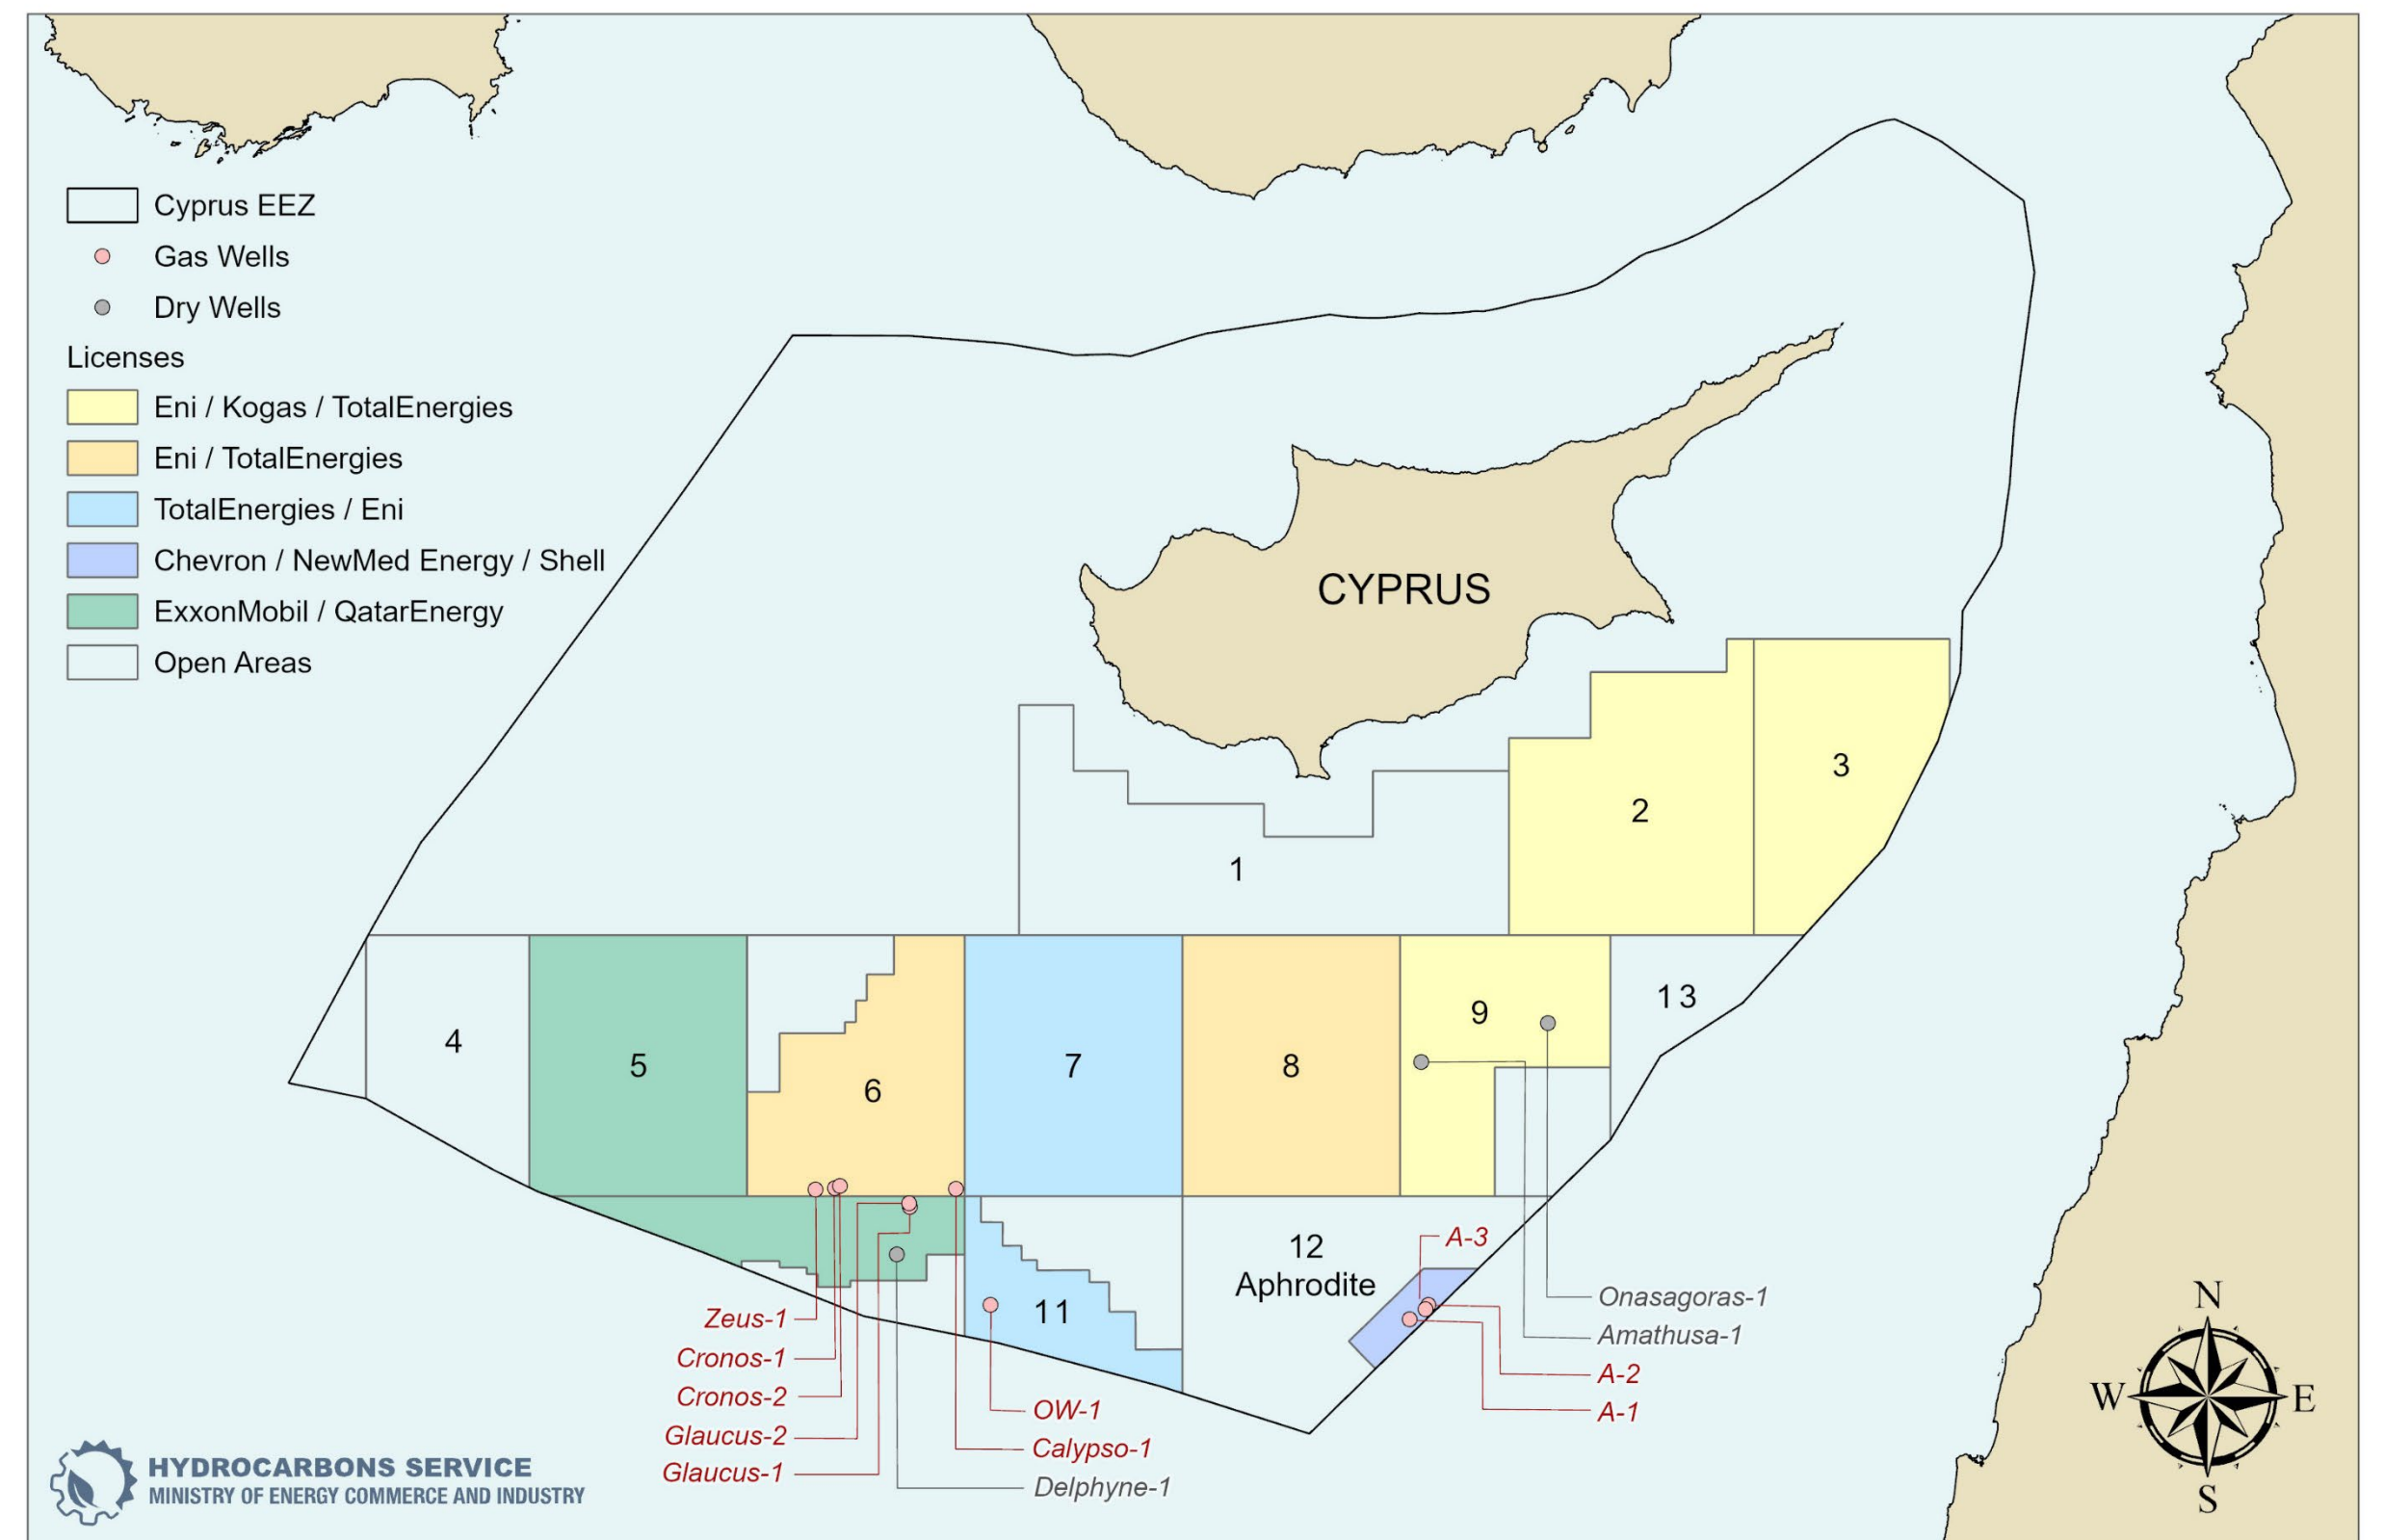 Cyprus EEZ
Gas Wells
Dry Wells
Licenses
Eni / Kogas / TotalEnergies
Eni / TotalEnergies
TotalEnergies / Eni
Chevron / NewMed Energy / Shell
ExxonMobil / QatarEnergy
Open Areas
CYPRUS
3
2
1
13
9
4
5
6
7
8
A-3
12
Aphrodite
11
Onasagoras-1
Amathusa-1
A-2
A-1
Zeus-1
Cronos-1
Cronos-2
Glaucus-2
Glaucus-1
OW-1
Calypso-1
Delphyne-1
N
W
E
S
HYDROCARBONS SERVICE
MINISTRY OF ENERGY COMMERCE AND INDUSTRY